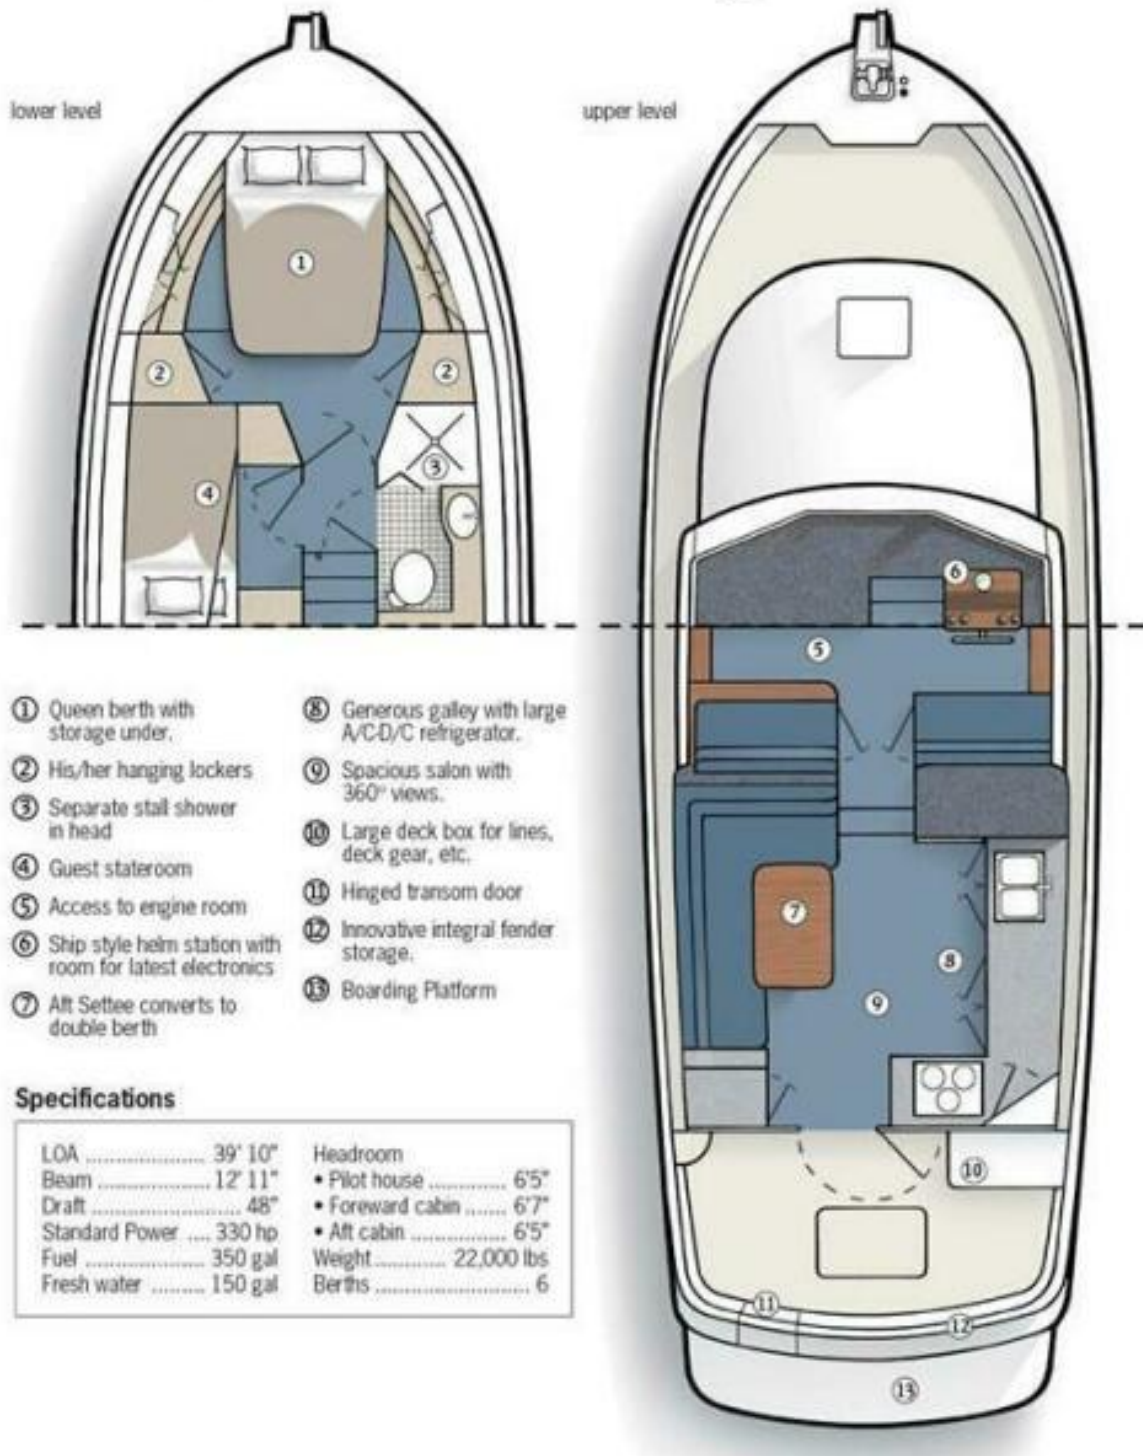 lower level
upper level
1
2
2
3
4
6
5
7
8
9
10
11
12
13
① Queen berth with
storage under.
② His/her hanging lockers
③ Separate stall shower
in head
④ Guest stateroom
⑤ Access to engine room
⑥ Ship style helm station with
room for latest electronics
⑦ Aft Settee converts to
double berth
⑧ Generous galley with large
A/C-D/C refrigerator.
⑨ Spacious salon with
360° views.
⑩ Large deck box for lines,
deck gear, etc.
⑪ Hinged transom door
⑫ Innovative integral fender
storage.
⑬ Boarding Platform
Specifications
LOA .................... 39' 10"
Beam .................... 12' 11"
Draft .............................. 48"
Standard Power .... 330 hp
Fuel .................... 350 gal
Fresh water ......... 150 gal
Headroom
• Pilot house ............. 6'5"
• Foreward cabin ....... 6'7"
• Aft cabin ................ 6'5"
Weight ............ 22,000 lbs
Berths .......................... 6